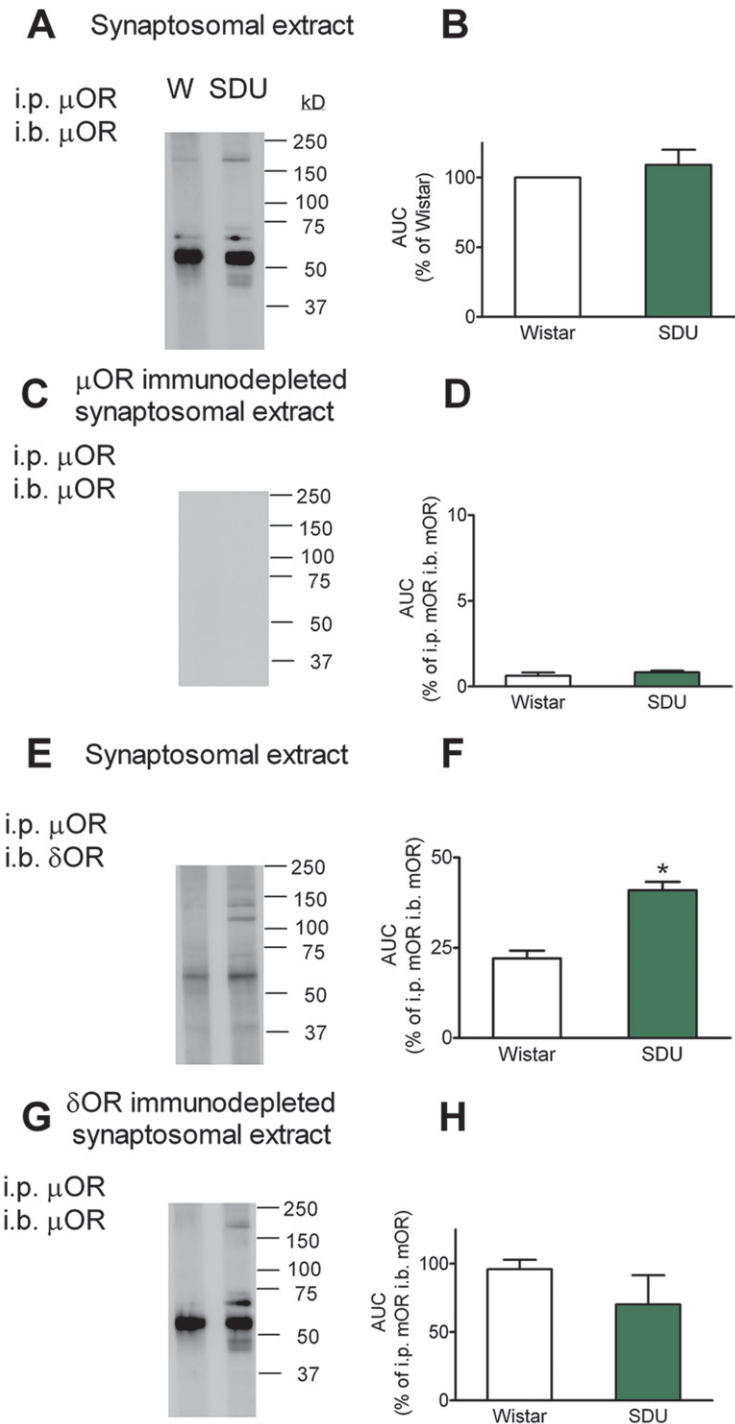 A Synaptosomal extract
i.p. μOR
i.b. μOR
W SDU
kD
250
150
100
75
50
37
B
AUC
(% of Wistar)
100
50
0
Wistar SDU
C μOR immunodepleted
synaptosomal extract
i.p. μOR
i.b. μOR
250
150
100
75
50
37
D
AUC
(% of i.p. mOR i.b. mOR)
10
5
0
Wistar SDU
E Synaptosomal extract
i.p. μOR
i.b. δOR
250
150
100
75
50
37
F
AUC
(% of i.p. mOR i.b. mOR)
50
25
0
*
Wistar SDU
G δOR immunodepleted
synaptosomal extract
i.p. μOR
i.b. μOR
250
150
100
75
50
37
H
AUC
(% of i.p. mOR i.b. mOR)
100
50
0
Wistar SDU